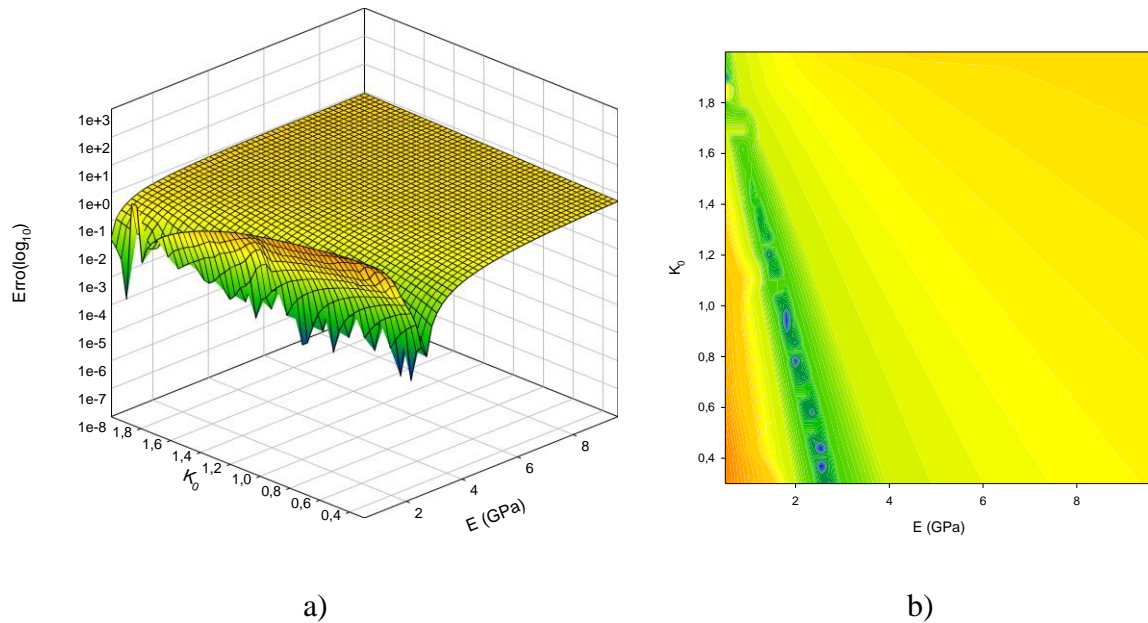 1e+3
1e+2
1e+1
1e+0
1e-1
1e-2
1e-3
1e-4
1e-5
1e-6
1e-7
1e-8
Erro(log10)
1,8
1,6
1,4
1,2
1,0
0,8
0,6
0,4
K0
2
4
6
8
E (GPa)
1,8
1,6
1,4
1,2
1,0
0,8
0,6
0,4
K0
2
4
6
8
E (GPa)
a)
b)